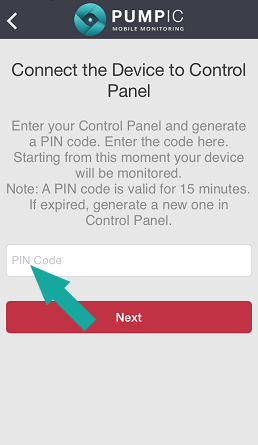 PUMPIC
MOBILE MONITORING
Connect the Device to Control
Panel
Enter your Control Panel and generate
a PIN code. Enter the code here.
Starting from this moment your device
will be monitored.
Note: A PIN code is valid for 15 minutes.
If expired, generate a new one in
Control Panel.
PIN Code
Next